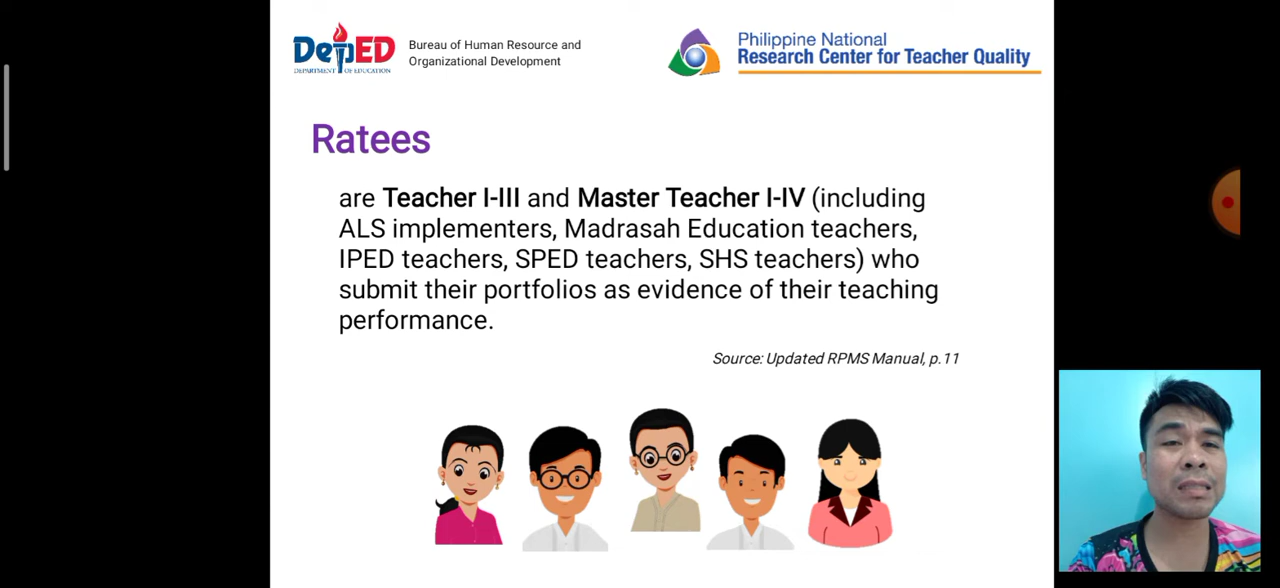 DepED
DEPARTMENT OF EDUCATION
Bureau of Human Resource and
Organizational Development
Philippine National
Research Center for Teacher Quality
Ratees
are Teacher I-III and Master Teacher I-IV (including
ALS implementers, Madrasah Education teachers,
IPED teachers, SPED teachers, SHS teachers) who
submit their portfolios as evidence of their teaching
performance.
Source: Updated RPMS Manual, p.11